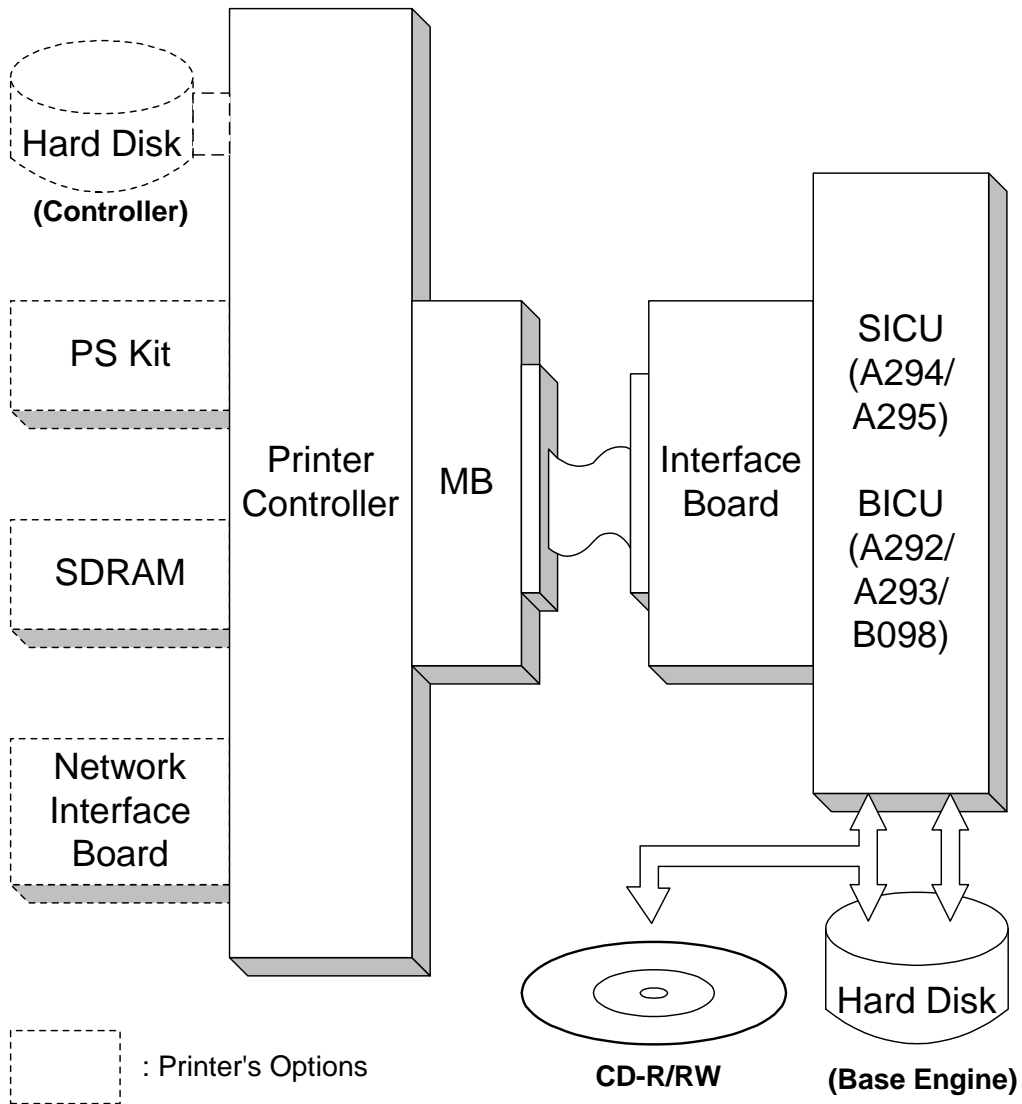 Hard Disk
(Controller)
PS Kit
SDRAM
Network
Interface
Board
Printer
Controller
MB
Interface
Board
SICU
(A294/
A295)
BICU
(A292/
A293/
B098)
Hard Disk
(Base Engine)
CD-R/RW
: Printer's Options